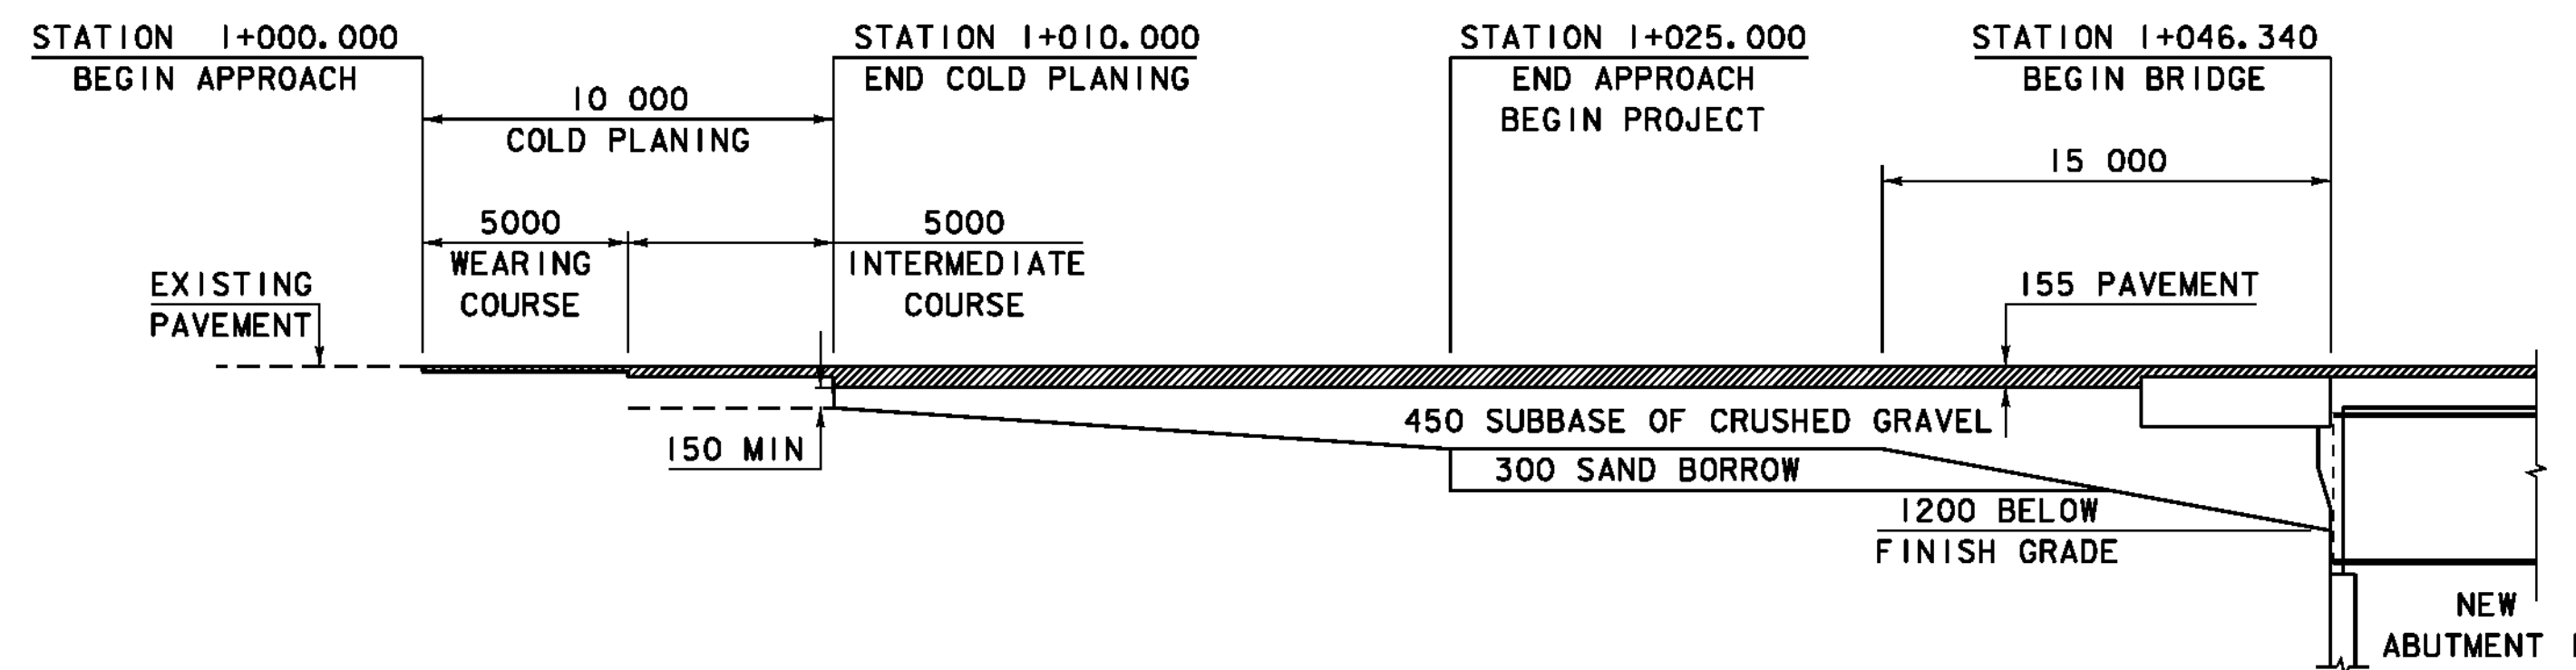 STATION 1+000.000
BEGIN APPROACH
STATION 1+010.000
END COLD PLANING
STATION 1+025.000
END APPROACH
BEGIN PROJECT
STATION 1+046.340
BEGIN BRIDGE
10 000
COLD PLANING
15 000
5000
WEARING
COURSE
5000
INTERMEDIATE
COURSE
EXISTING
PAVEMENT
155 PAVEMENT
150 MIN
450 SUBBASE OF CRUSHED GRAVEL
300 SAND BORROW
1200 BELOW
FINISH GRADE
NEW
ABUTMENT